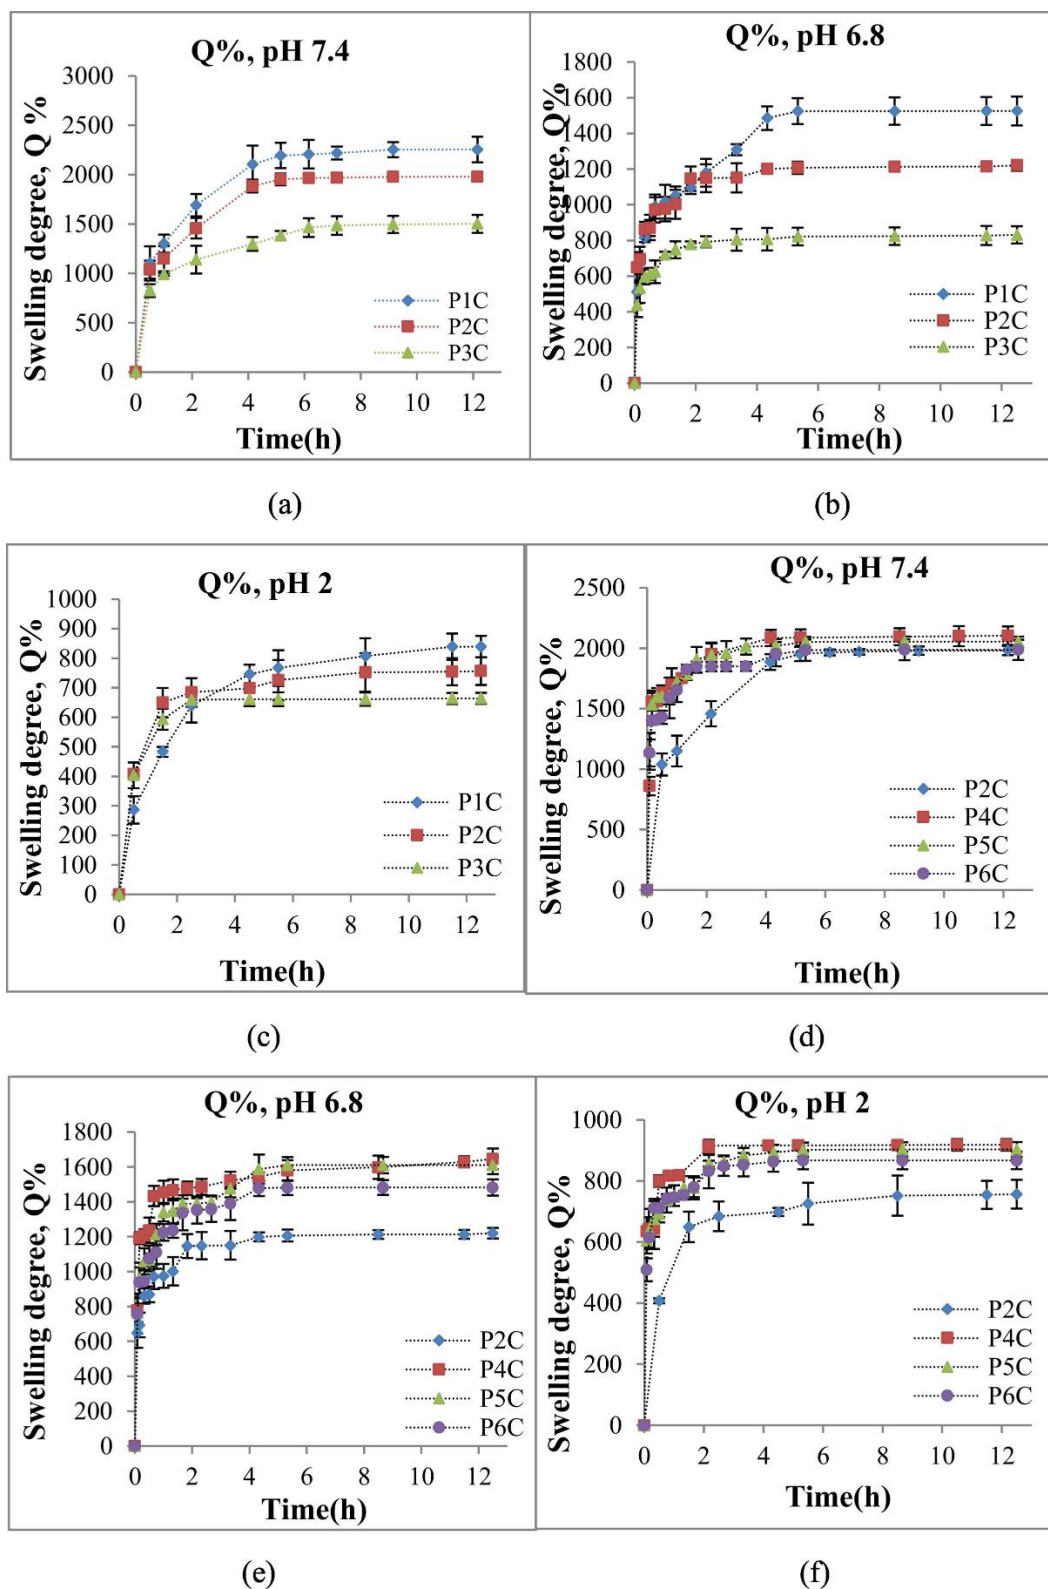 Q%, pH 7.4
Swelling degree, Q %
3000
2500
2000
1500
1000
500
0
P1C
P2C
P3C
0 2 4 6 8 10 12
Time(h)
(a)
Q%, pH 6.8
Swelling degree, Q%
1800
1600
1400
1200
1000
800
600
400
200
0
P1C
P2C
P3C
0 2 4 6 8 10 12
Time(h)
(b)
Q%, pH 2
Swelling degree, Q%
1000
900
800
700
600
500
400
300
200
100
0
P1C
P2C
P3C
0 2 4 6 8 10 12
Time(h)
(c)
Q%, pH 7.4
Swelling degree, Q%
2500
2000
1500
1000
500
0
P2C
P4C
P5C
P6C
0 2 4 6 8 10 12
Time(h)
(d)
Q%, pH 6.8
Swelling degree, Q%
1800
1600
1400
1200
1000
800
600
400
200
0
P2C
P4C
P5C
P6C
0 2 4 6 8 10 12
Time(h)
(e)
Q%, pH 2
Swelling degree, Q%
1000
800
600
400
200
0
P2C
P4C
P5C
P6C
0 2 4 6 8 10 12
Time(h)
(f)